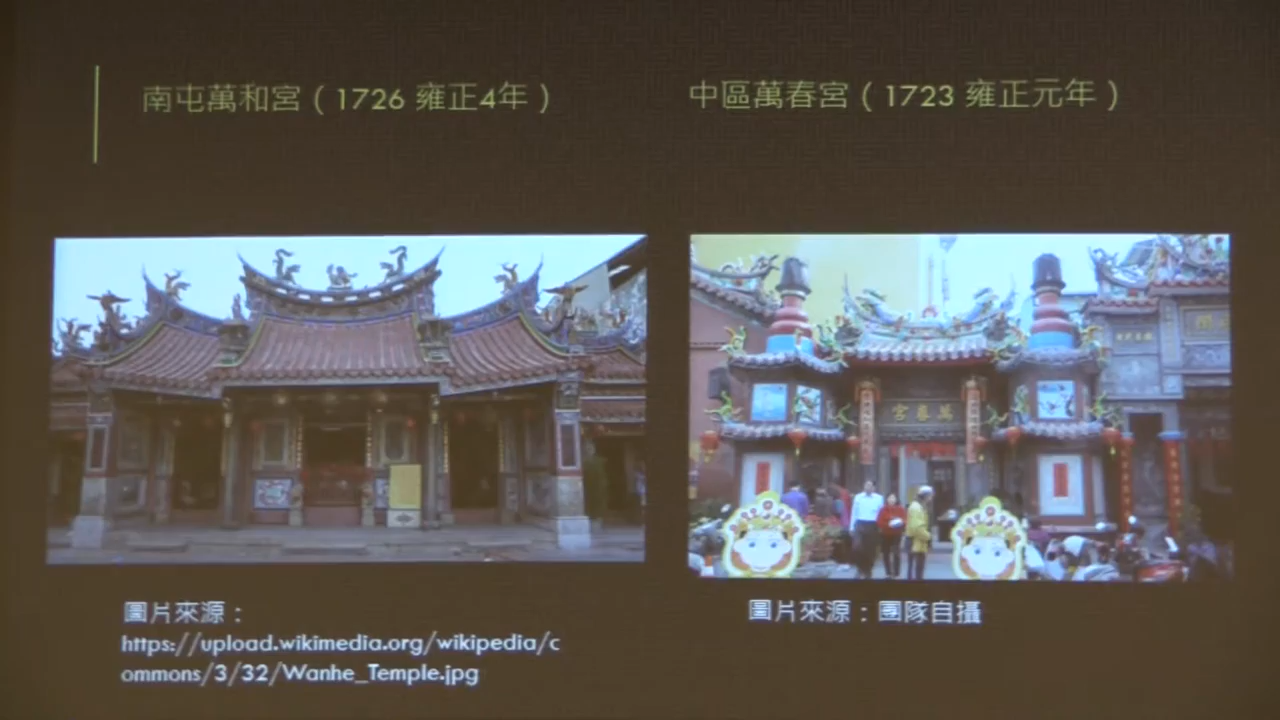 南屯萬和宮（1726 雍正4年）
中區萬春宮（1723 雍正元年）
宮春萬
圖片來源：
https://upload.wikimedia.org/wikipedia/c
ommons/3/32/Wanhe_Temple.jpg
圖片來源：團隊自攝